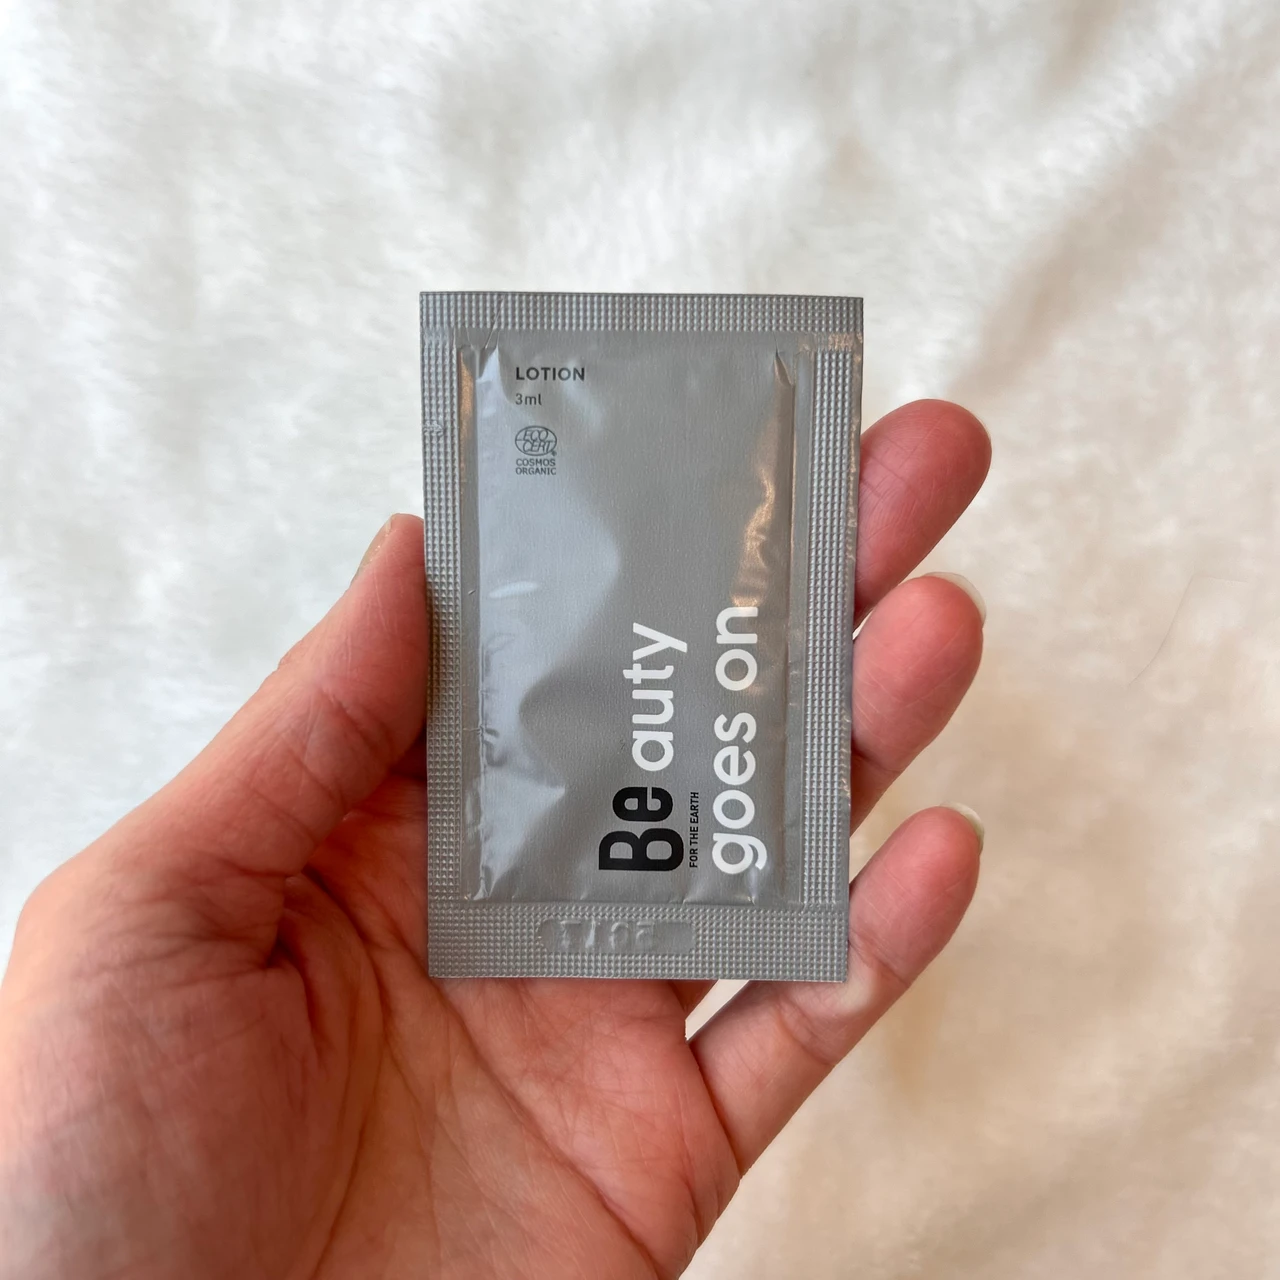 LOTION
3ml
ECO
CERT
COSMOS
ORGANIC
Be auty
FOR THE EARTH
goes on